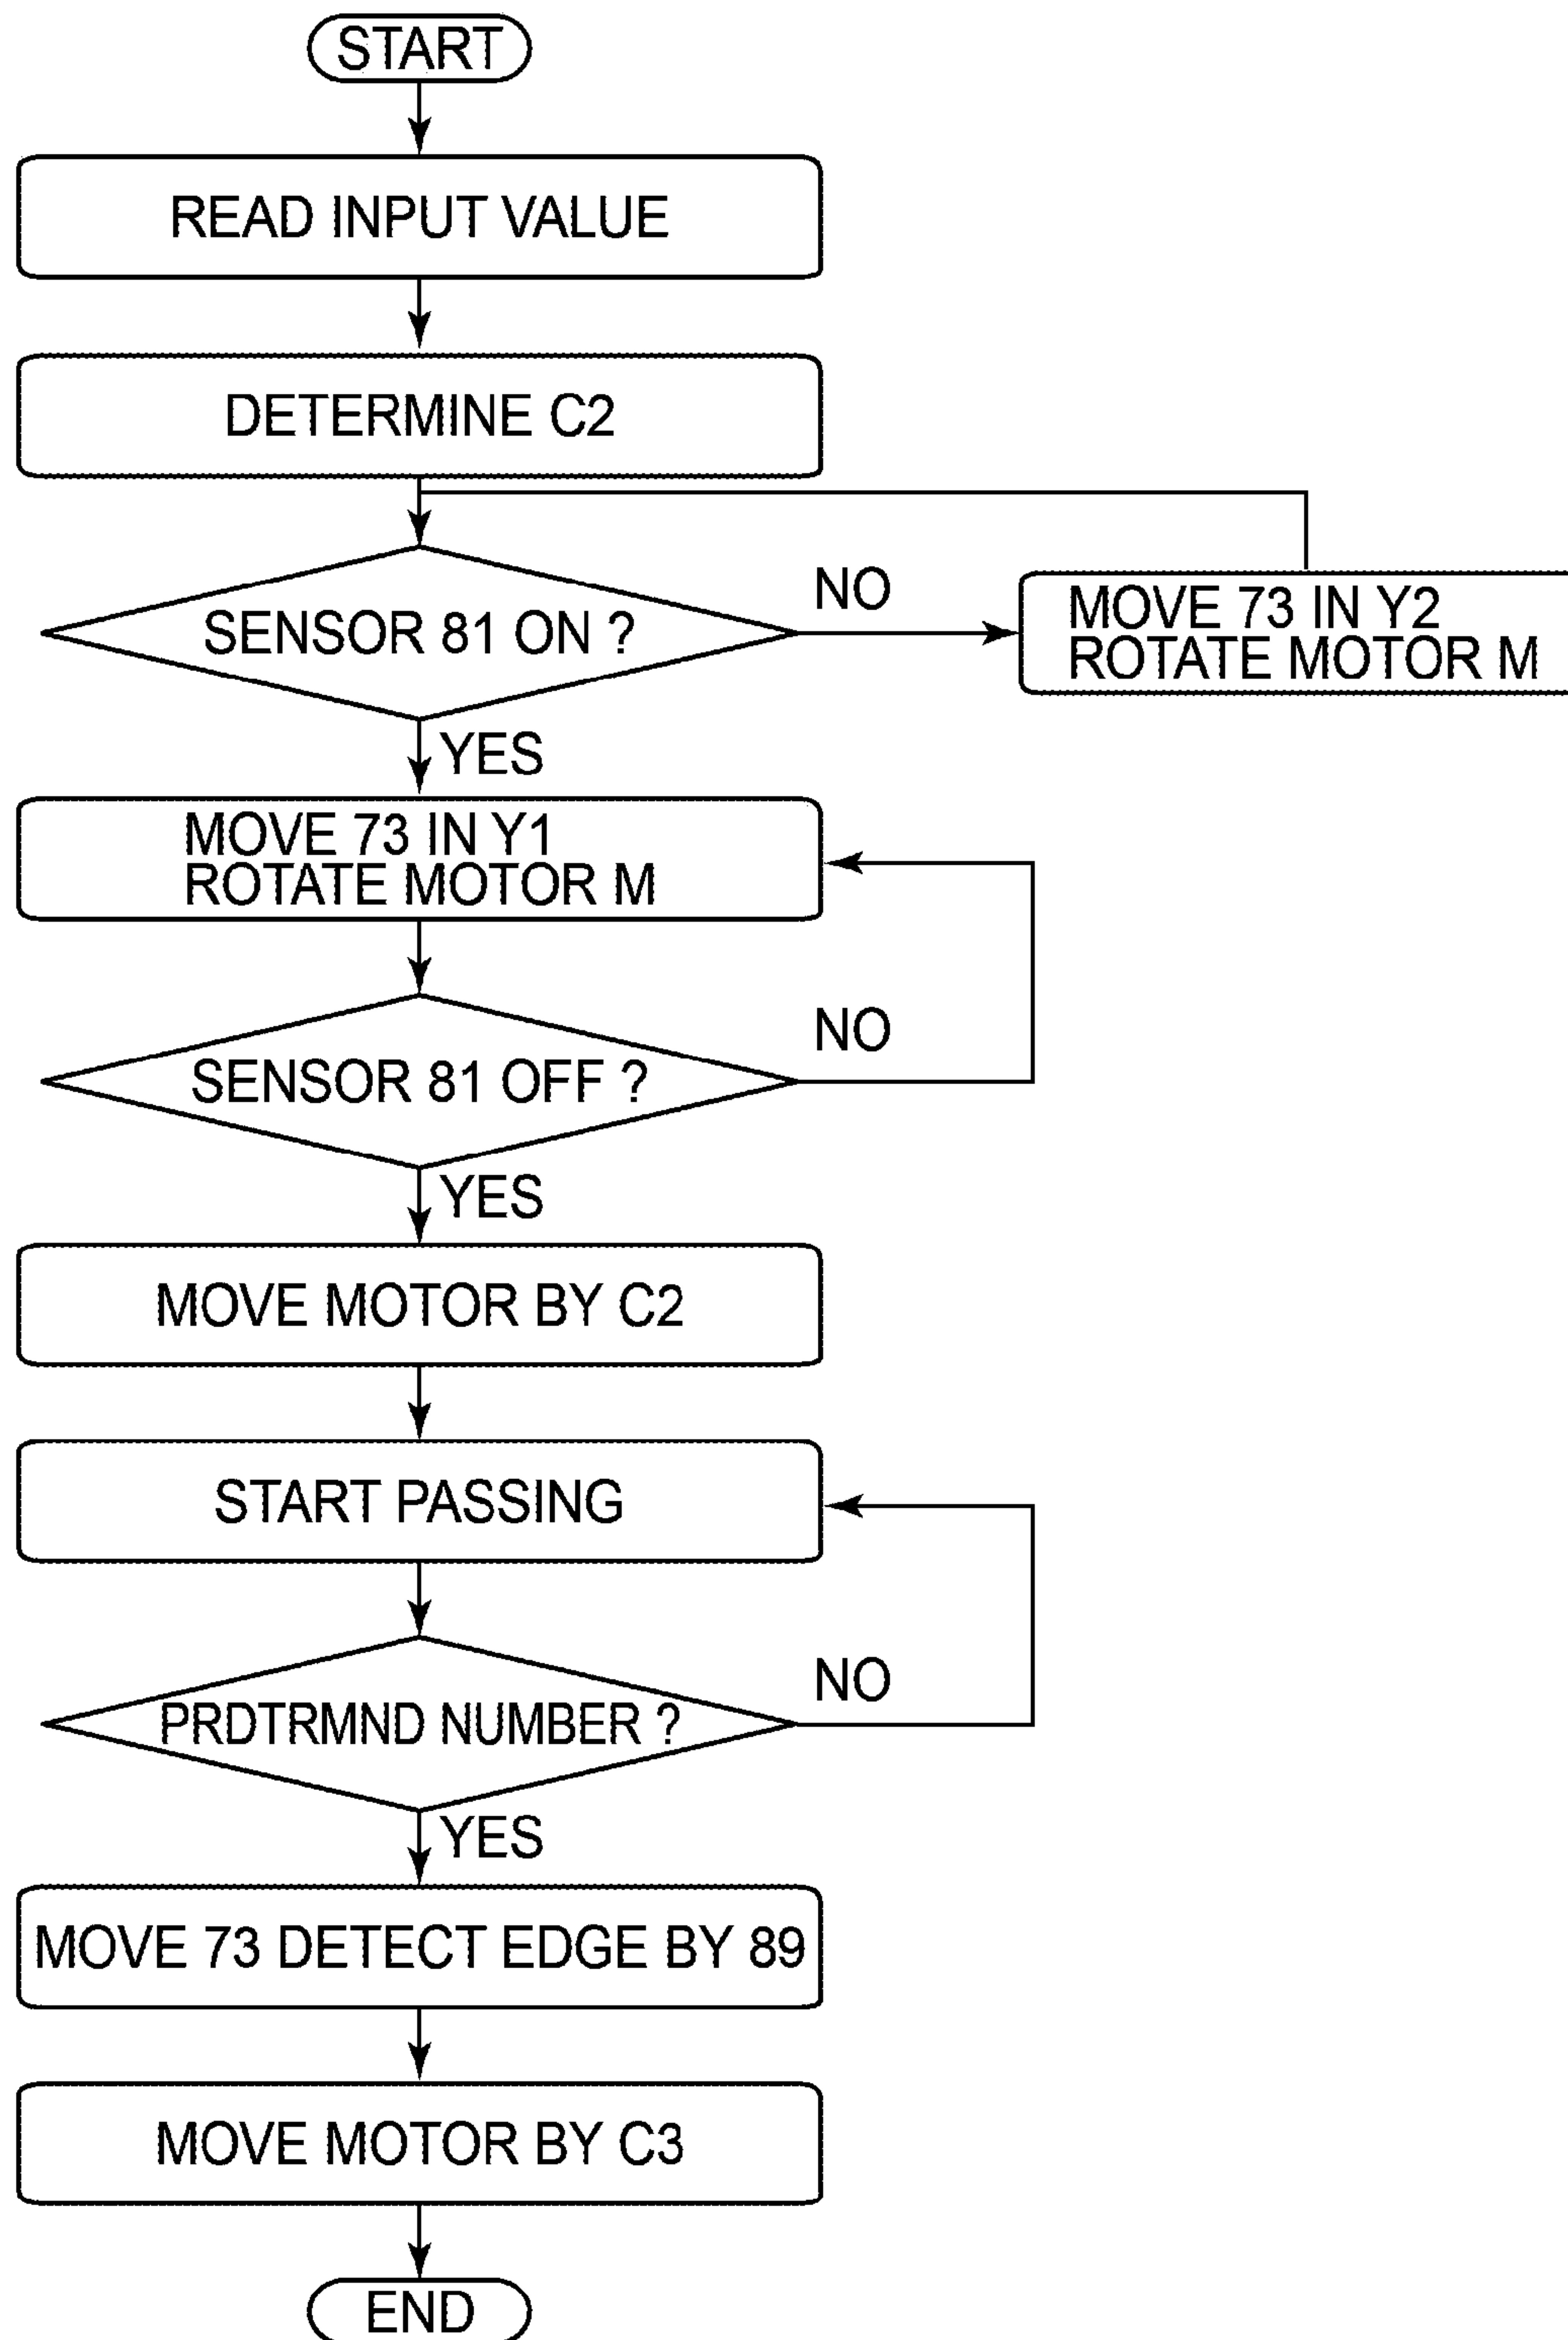 START
READ INPUT VALUE
DETERMINE C2
SENSOR 81 ON ?
NO
MOVE 73 IN Y2
ROTATE MOTOR M
YES
MOVE 73 IN Y1
ROTATE MOTOR M
SENSOR 81 OFF ?
NO
YES
MOVE MOTOR BY C2
START PASSING
PRDTRMND NUMBER ?
NO
YES
MOVE 73 DETECT EDGE BY 89
MOVE MOTOR BY C3
END